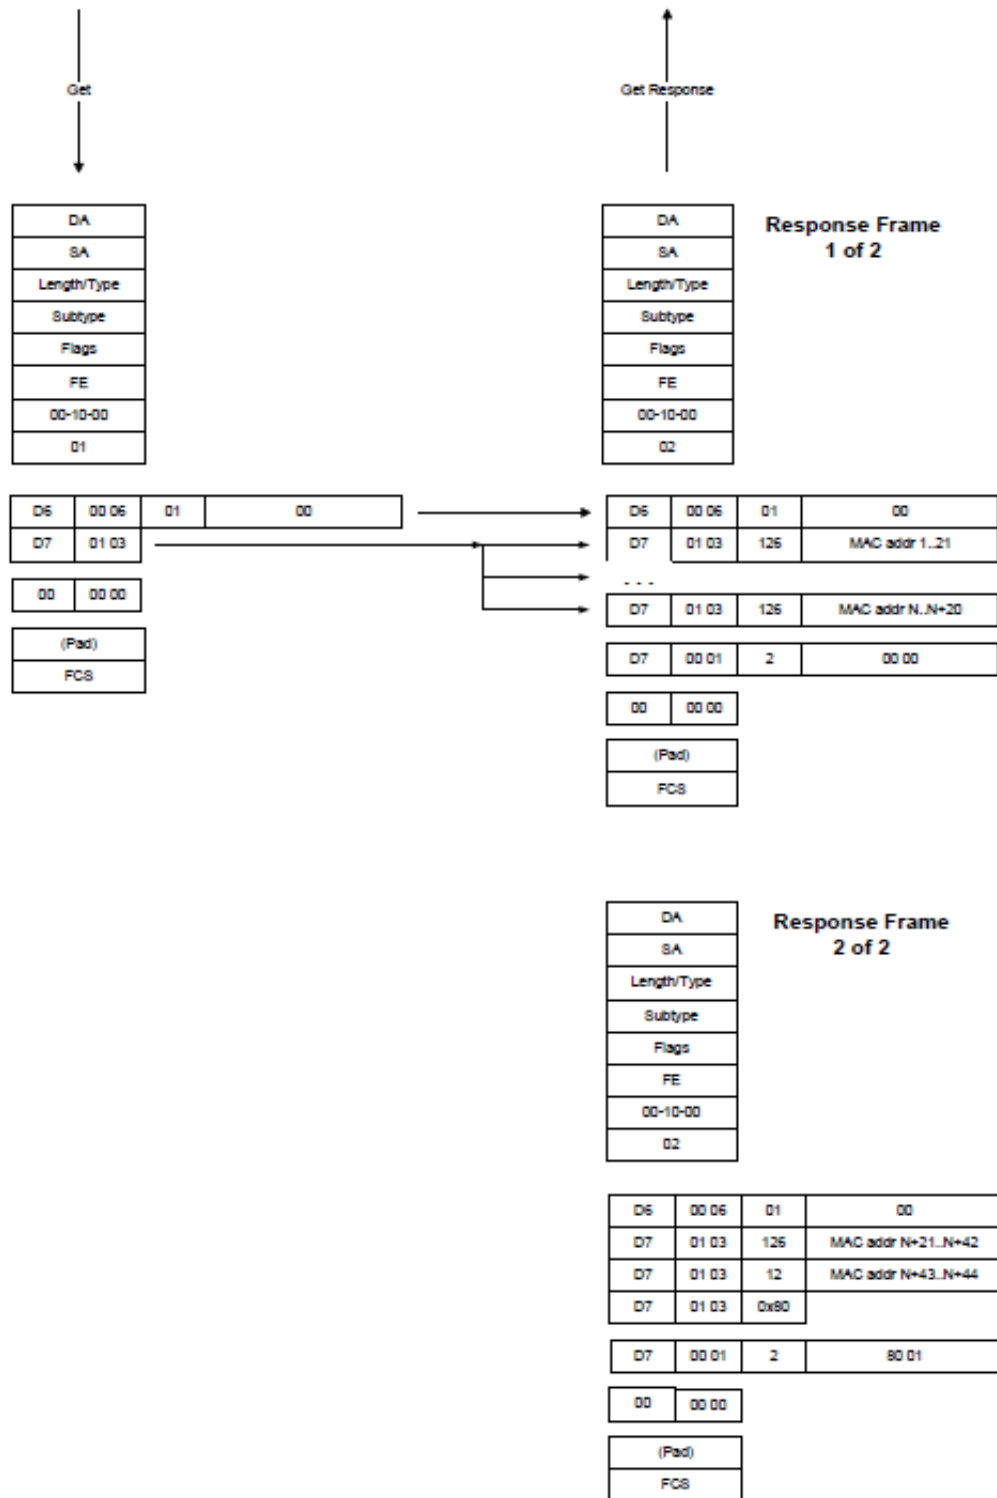 Get
Get Response
DA
SA
Length/Type
Subtype
Flags
FE
00-10-00
01
D6 00 06 01 00
D7 01 03
00 00 00
(Pad)
FCS
Response Frame
1 of 2
DA
SA
Length/Type
Subtype
Flags
FE
00-10-00
02
D6 00 06 01 00
D7 01 03 126 MAC addr 1..21
- - -
D7 01 03 126 MAC addr N..N+20
D7 00 01 2 00 00
00 00 00
(Pad)
FCS
Response Frame
2 of 2
DA
SA
Length/Type
Subtype
Flags
FE
00-10-00
02
D6 00 06 01 00
D7 01 03 126 MAC addr N+21..N+42
D7 01 03 12 MAC addr N+43..N+44
D7 01 03 0x80
D7 00 01 2 80 01
00 00 00
(Pad)
FCS